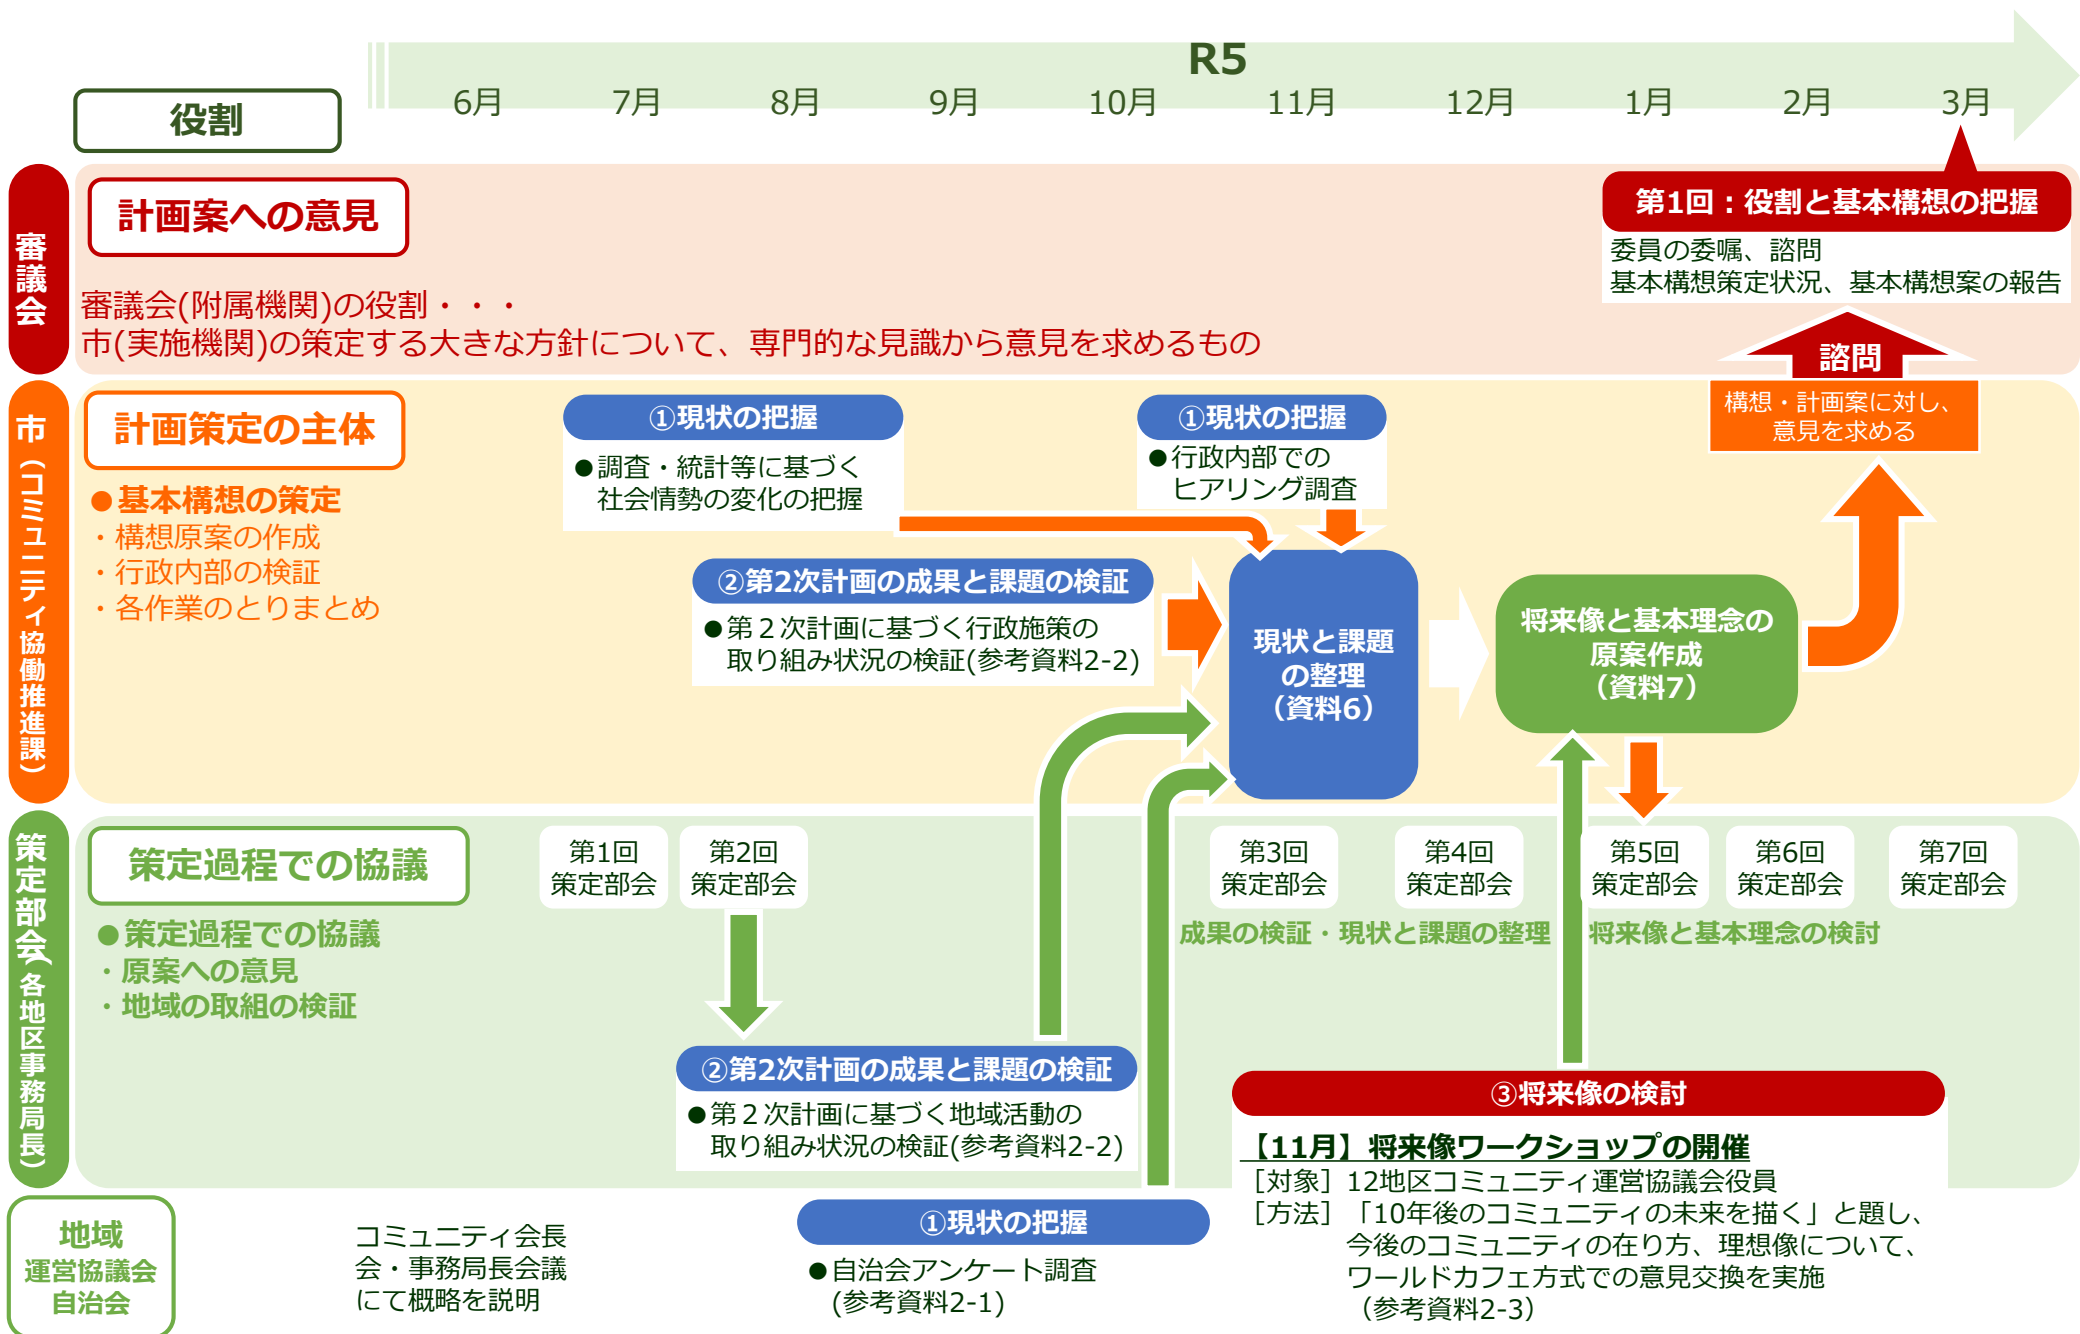 R5
6月
7月
8月
9月
10月
11月
12月
1月
2月
3月
役割
審議会
計画案への意見
審議会(附属機関)の役割・・・
市(実施機関)の策定する大きな方針について、専門的な見識から意見を求めるもの
第1回：役割と基本構想の把握
委員の委嘱、諮問
基本構想策定状況、基本構想案の報告
諮問
構想・計画案に対し、
意見を求める
市（コミュニティ協働推進課）
計画策定の主体
●基本構想の策定
・構想原案の作成
・行政内部の検証
・各作業のとりまとめ
①現状の把握
●調査・統計等に基づく
社会情勢の変化の把握
①現状の把握
●行政内部での
ヒアリング調査
②第2次計画の成果と課題の検証
●第２次計画に基づく行政施策の
取り組み状況の検証(参考資料2-2)
現状と課題
の整理
（資料6）
将来像と基本理念の
原案作成
（資料7）
策定部会（各地区事務局長）
策定過程での協議
●策定過程での協議
・原案への意見
・地域の取組の検証
第1回
策定部会
第2回
策定部会
第3回
策定部会
第4回
策定部会
第5回
策定部会
第6回
策定部会
第7回
策定部会
成果の検証・現状と課題の整理
将来像と基本理念の検討
②第2次計画の成果と課題の検証
●第２次計画に基づく地域活動の
取り組み状況の検証(参考資料2-2)
③将来像の検討
【11月】将来像ワークショップの開催
［対象］12地区コミュニティ運営協議会役員
［方法］「10年後のコミュニティの未来を描く」と題し、
今後のコミュニティの在り方、理想像について、
ワールドカフェ方式での意見交換を実施
（参考資料2-3）
地域
運営協議会
自治会
コミュニティ会長
会・事務局長会議
にて概略を説明
①現状の把握
●自治会アンケート調査
(参考資料2-1)